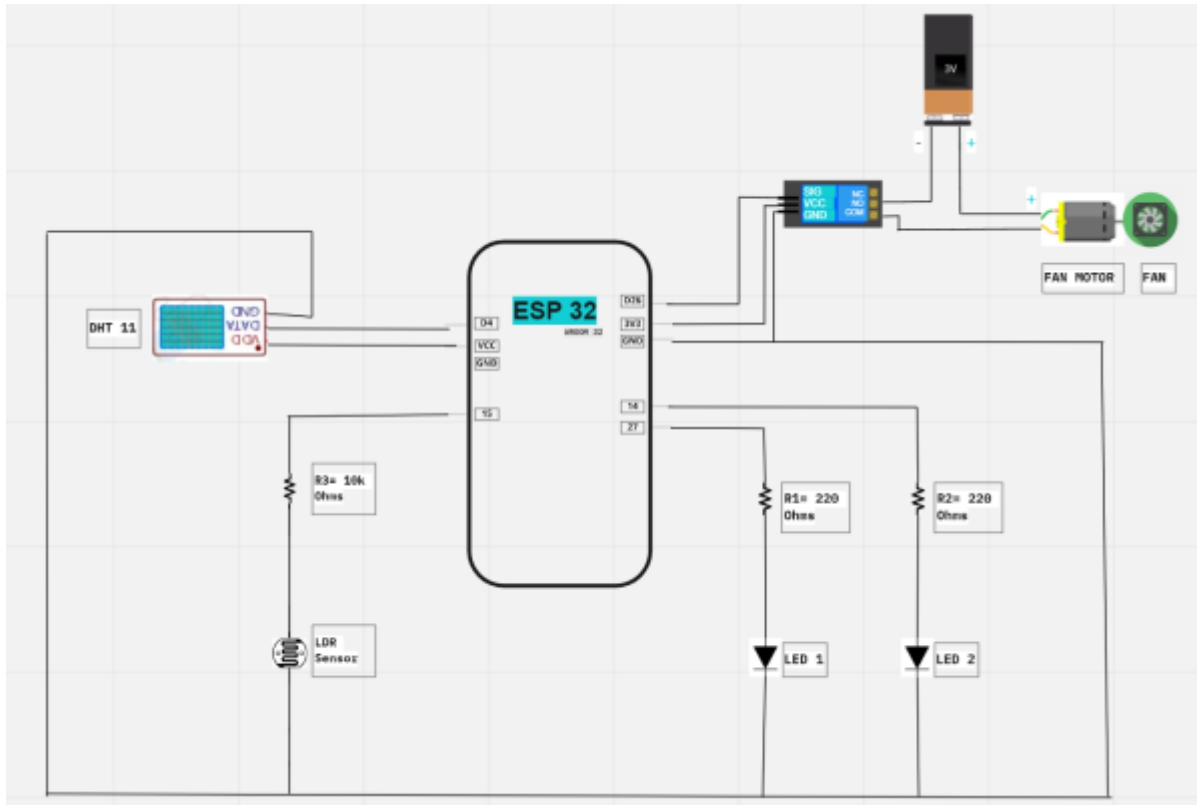 3V
-
+
SIG
VCC
GND
NC
NO
COM
+
FAN MOTOR
FAN
DHT 11
GND
DATA
VDD
ESP 32
D4
VCC
GND
15
3V3
GND
14
27
R3= 10k
Ohms
R1= 220
Ohms
R2= 220
Ohms
LDR
Sensor
LED 1
LED 2